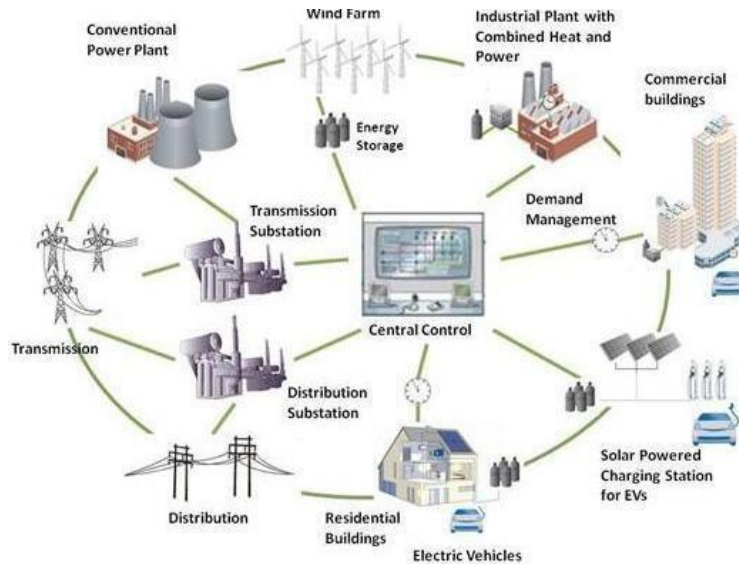 Wind Farm
Conventional
Power Plant
Industrial Plant with
Combined Heat and
Power
Commercial
buildings
Energy
Storage
Transmission
Substation
Demand
Management
Central Control
Transmission
Distribution
Substation
Solar Powered
Charging Station
for EVs
Distribution
Residential
Buildings
Electric Vehicles